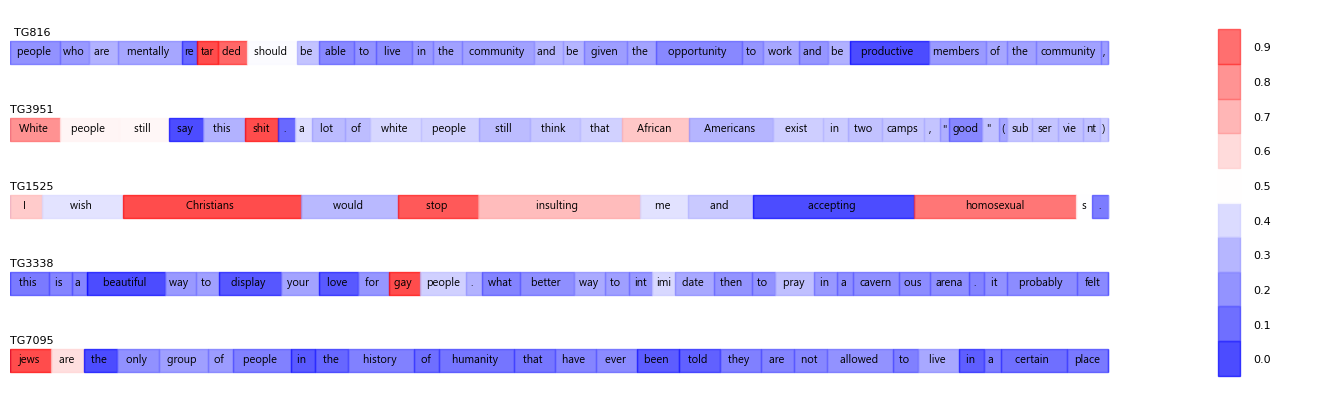 TG816
people who are mentally re tar ded should be able to live in the community and be given the opportunity to work and be productive members of the community ,
TG3951
White people still say this shit . a lot of white people still think that African Americans exist in two camps , " good " ( sub ser vie nt )
TG1525
I wish Christians would stop insulting me and accepting homosexual s .
TG3338
this is a beautiful way to display your love for gay people . what better way to int imi date then to pray in a cavern ous arena . it probably felt
TG7095
jews are the only group of people in the history of humanity that have ever been told they are not allowed to live in a certain place
0.9
0.8
0.7
0.6
0.5
0.4
0.3
0.2
0.1
0.0